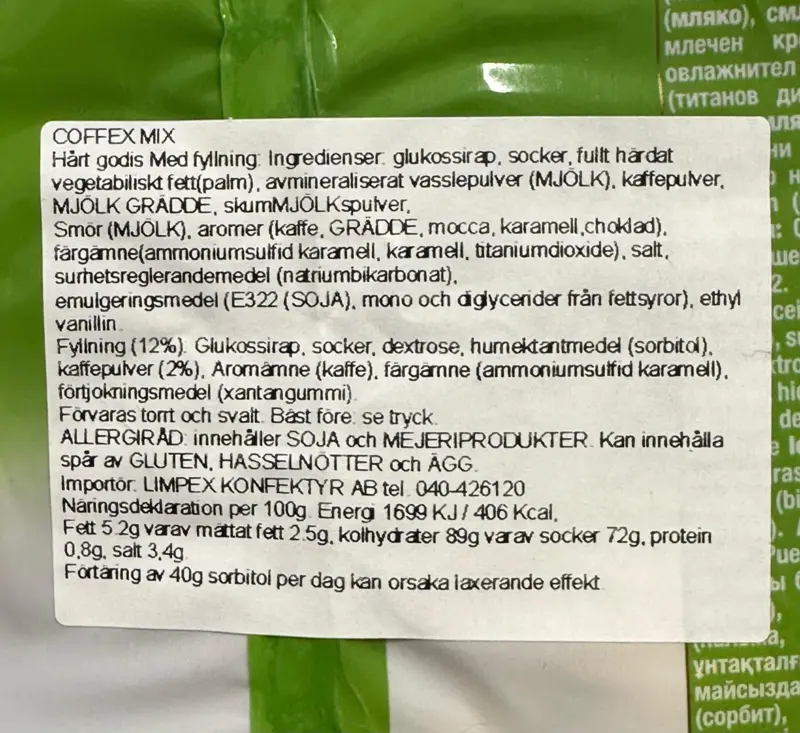 COFFEX MIX
Hårt godis Med fyllning: Ingredienser: glukossirap, socker, fullt härdat
vegetabiliskt fett(palm), avmineraliserat vasslepulver (MJÖLK), kaffepulver,
MJÖLK GRÄDDE, skumMJÖLKspulver,
Smör (MJÖLK), aromer (kaffe, GRÄDDE, mocca, karamell,choklad),
färgämne(ammoniumsulfid karamell, karamell, titaniumdioxide), salt,
surhetsreglerandemedel (natriumbikarbonat),
emulgeringsmedel (E322 (SOJA), mono och diglycerider från fettsyror), ethyl
vanillin.
Fyllning (12%): Glukossirap, socker, dextrose, humektantmedel (sorbitol),
kaffepulver (2%), Aromämne (kaffe), färgämne (ammoniumsulfid karamell),
förtjokningsmedel (xantangummi)
Förvaras torrt och svalt. Bäst före: se tryck.
ALLERGIRÅD: innehåller SOJA och MEJERIPRODUKTER. Kan innehålla
spår av GLUTEN, HASSELNÖTTER och ÄGG.
Importör: LIMPEX KONFEKTYR AB tel. 040-426120
Näringsdeklaration per 100g. Energi 1699 KJ / 406 Kcal,
Fett 5.2g varav mättat fett 2.5g, kolhydrater 89g varav socker 72g, protein
0,8g, salt 3,4g
Förtäring av 40g sorbitol per dag kan orsaka laxerande effekt.
(мляко),
млечен
овлажнител
(титанов
ұнтақталғ
майсызда
(сорбит),